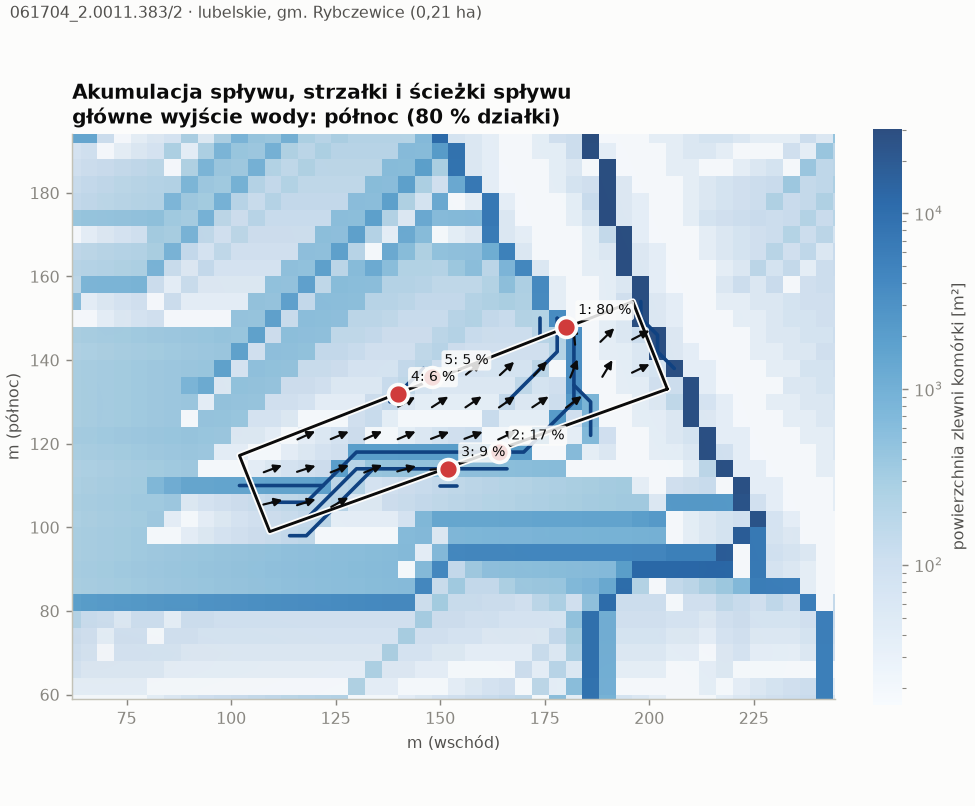 061704_2.0011.383/2 · lubelskie, gm. Rybczewice (0,21 ha)
Akumulacja spływu, strzałki i ścieżki spływu
główne wyjście wody: północ (80 % działki)
180
160
140
120
100
80
60
m (północ)
1: 80 %
5: 5 %
4: 6 %
2: 17 %
3: 9 %
75
100
125
150
175
200
225
m (wschód)
10⁴
10³
10²
powierzchnia zlewni komórki [m²]